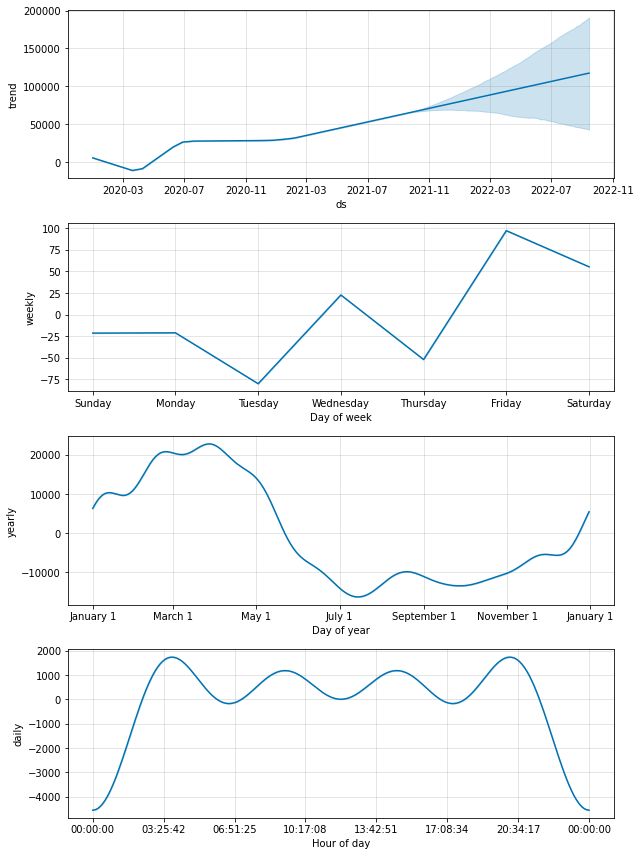 200000
150000
100000
50000
0
trend
2020-03 2020-07 2020-11 2021-03 2021-07 2021-11 2022-03 2022-07 2022-11
ds
100
75
50
25
0
−25
−50
−75
weekly
Sunday Monday Tuesday Wednesday Thursday Friday Saturday
Day of week
20000
10000
0
−10000
yearly
January 1 March 1 May 1 July 1 September 1 November 1 January 1
Day of year
2000
1000
0
−1000
−2000
−3000
−4000
daily
00:00:00 03:25:42 06:51:25 10:17:08 13:42:51 17:08:34 20:34:17 00:00:00
Hour of day